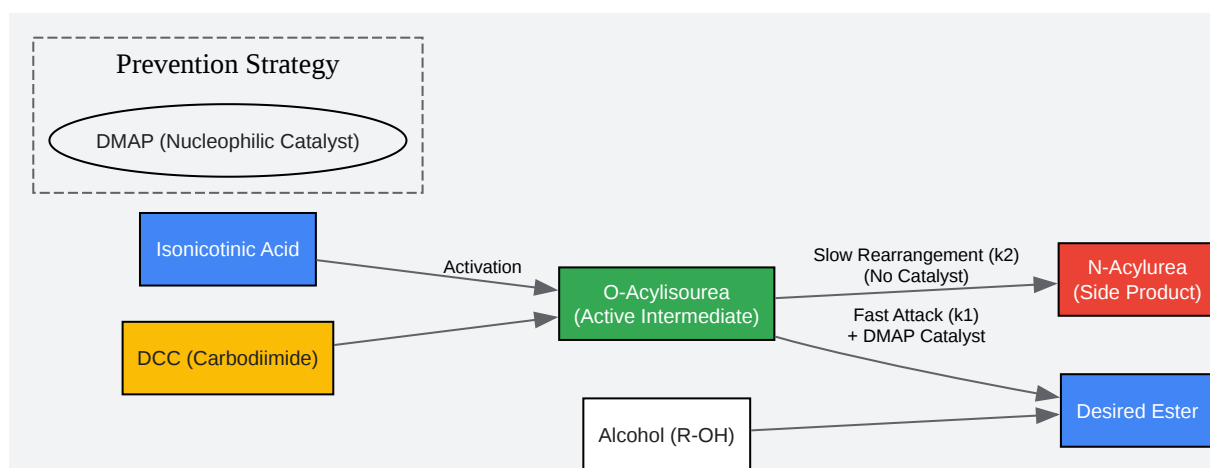 Prevention Strategy
DMAP (Nucleophilic Catalyst)
Isonicotinic Acid
DCC (Carbodiimide)
Activation
O-Acylisourea
(Active Intermediate)
Slow Rearrangement (k2)
(No Catalyst)
Fast Attack (k1)
+ DMAP Catalyst
N-Acylurea
(Side Product)
Alcohol (R-OH)
Desired Ester